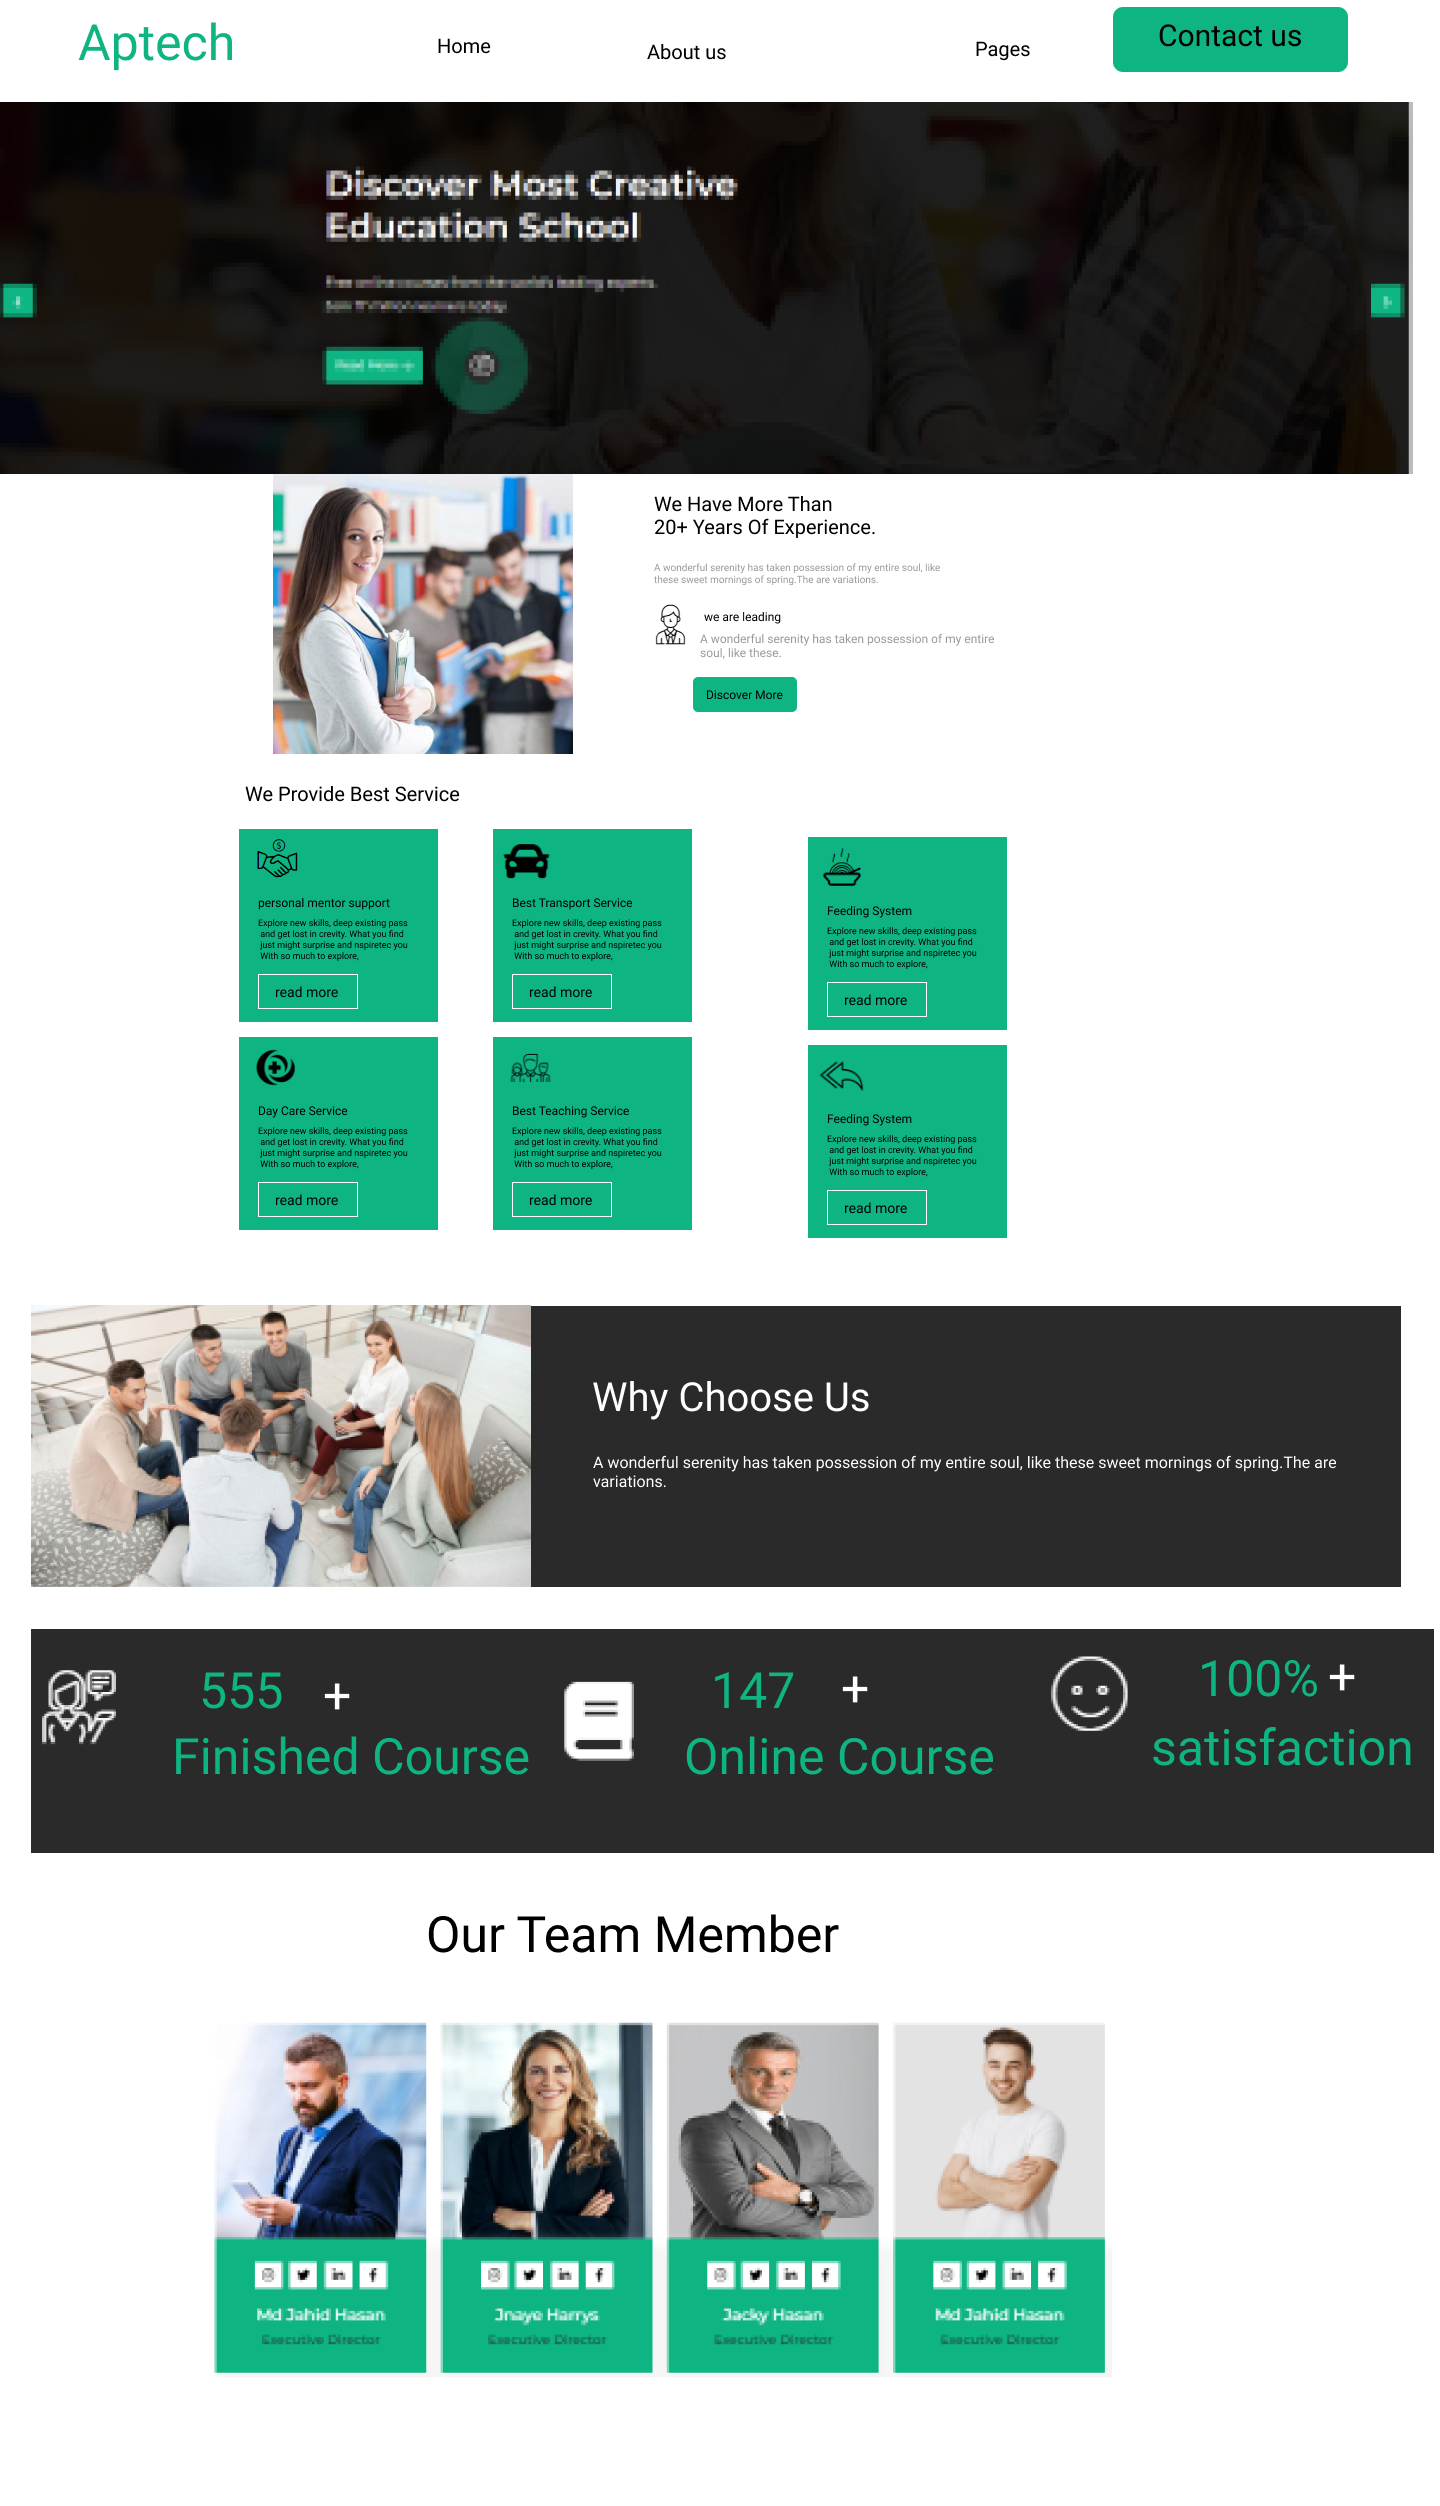 Aptech
Home
About us
Pages
Contact us
Discover Most Creative
Education School
Free online courses from the world's leading experts.
Read More
We Have More Than
20+ Years Of Experience.
A wonderful serenity has taken possession of my entire soul, like
these sweet mornings of spring.The are variations.
we are leading
A wonderful serenity has taken possession of my entire
soul, like these.
Discover More
We Provide Best Service
personal mentor support
Explore new skills, deep existing pass
and get lost in crevity. What you find
just might surprise and nspiretec you
With so much to explore,
read more
Best Transport Service
Explore new skills, deep existing pass
and get lost in crevity. What you find
just might surprise and nspiretec you
With so much to explore,
read more
Feeding System
Explore new skills, deep existing pass
and get lost in crevity. What you find
just might surprise and nspiretec you
With so much to explore,
read more
Day Care Service
Explore new skills, deep existing pass
and get lost in crevity. What you find
just might surprise and nspiretec you
With so much to explore,
read more
Best Teaching Service
Explore new skills, deep existing pass
and get lost in crevity. What you find
just might surprise and nspiretec you
With so much to explore,
read more
Feeding System
Explore new skills, deep existing pass
and get lost in crevity. What you find
just might surprise and nspiretec you
With so much to explore,
read more
Why Choose Us
A wonderful serenity has taken possession of my entire soul, like these sweet mornings of spring.The are
variations.
555 +
Finished Course
147 +
Online Course
100% +
satisfaction
Our Team Member
Md Jahid Hasan
Executive Director
Jnaye Harrys
Executive Director
Jacky Hasan
Executive Director
Md Jahid Hasan
Executive Director